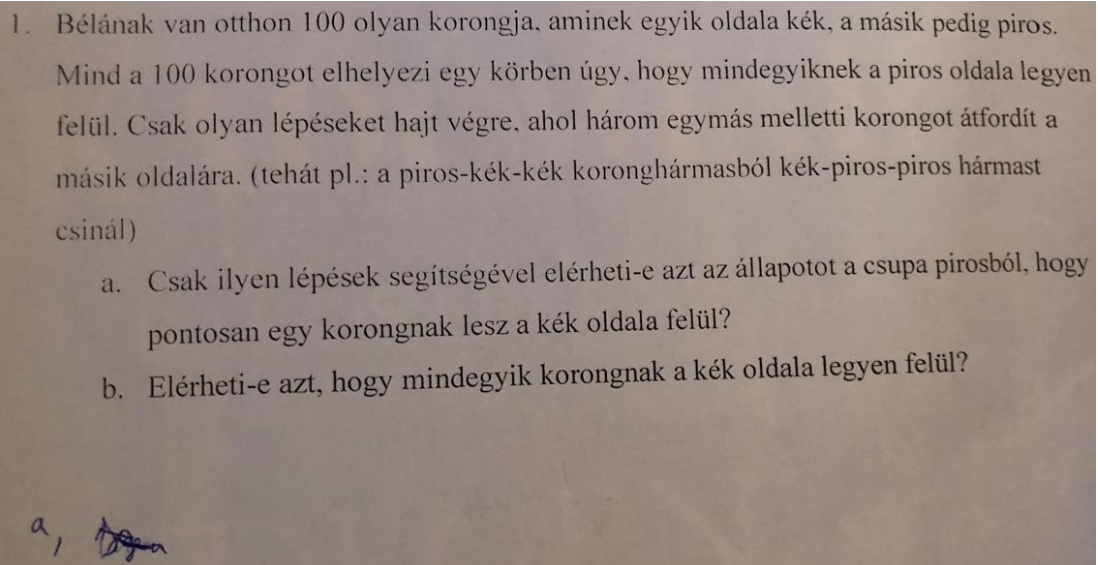 1. Bélának van otthon 100 olyan korongja, aminek egyik oldala kék, a másik pedig piros.
Mind a 100 korongot elhelyezi egy körben úgy, hogy mindegyiknek a piros oldala legyen
felül. Csak olyan lépéseket hajt végre, ahol három egymás melletti korongot átfordít a
másik oldalára. (tehát pl.: a piros-kék-kék koronghármasból kék-piros-piros hármast
csinál)
a. Csak ilyen lépések segítségével elérheti-e azt az állapotot a csupa pirosból, hogy
pontosan egy korongnak lesz a kék oldala felül?
b. Elérheti-e azt, hogy mindegyik korongnak a kék oldala legyen felül?
a,